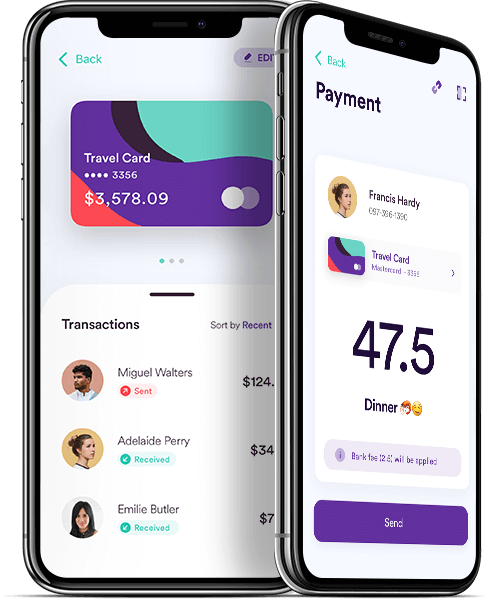 Back
EDI
Travel Card
•••• 3356
$3,578.09
Transactions
Sort by Recent
Miguel Walters
Sent
$124.
Adelaide Perry
Received
$34
Emilie Butler
Received
$7
Back
Payment
Francis Hardy
097-396-1390
Travel Card
Mastercard - 3356
47.5
Dinner 🍤😋
Bank fee (2.5) will be applied
Send